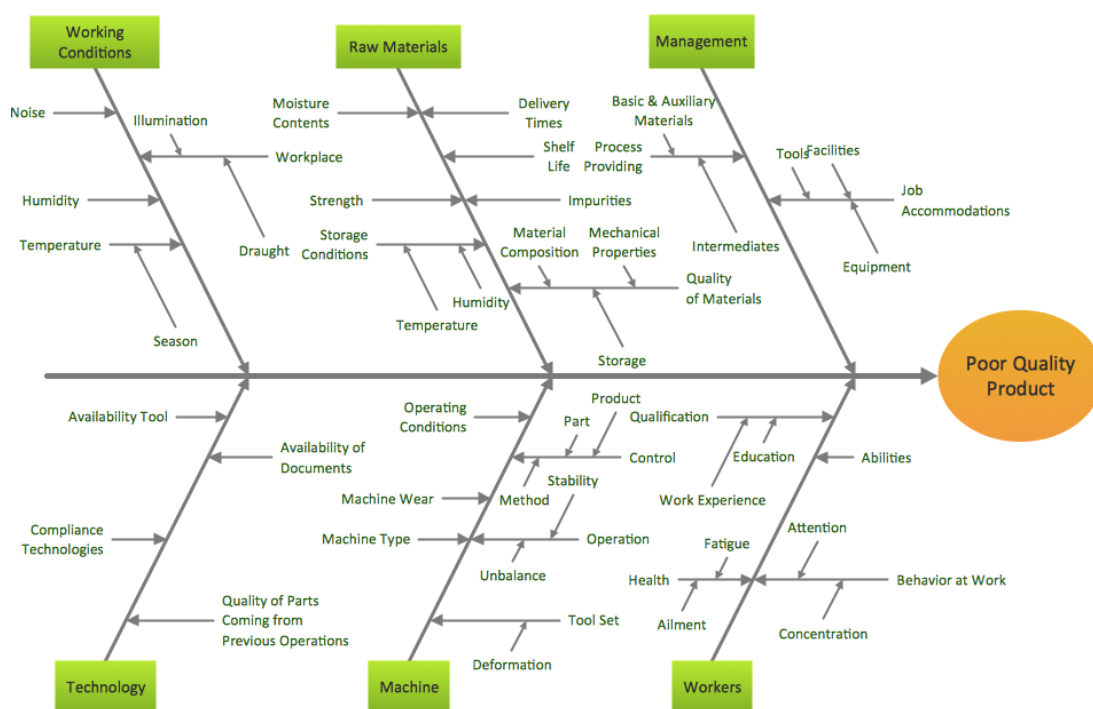 Working
Conditions
Raw Materials
Management
Noise
Illumination
Workplace
Humidity
Temperature
Draught
Season
Moisture
Contents
Delivery
Times
Shelf
Life
Strength
Impurities
Storage
Conditions
Humidity
Temperature
Material
Composition
Mechanical
Properties
Quality
of Materials
Storage
Basic & Auxiliary
Materials
Process
Providing
Intermediates
Tools
Facilities
Job
Accommodations
Equipment
Poor Quality
Product
Availability Tool
Availability of
Documents
Compliance
Technologies
Quality of Parts
Coming from
Previous Operations
Technology
Operating
Conditions
Product
Part
Control
Method
Machine Wear
Stability
Machine Type
Operation
Unbalance
Tool Set
Deformation
Machine
Qualification
Education
Work Experience
Abilities
Attention
Fatigue
Health
Behavior at Work
Ailment
Concentration
Workers